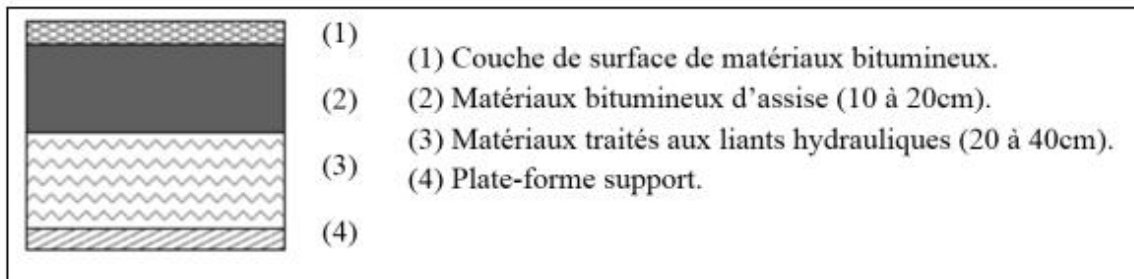 (1)
(2)
(3)
(4)
(1) Couche de surface de matériaux bitumineux.
(2) Matériaux bitumineux d’assise (10 à 20cm).
(3) Matériaux traités aux liants hydrauliques (20 à 40cm).
(4) Plate-forme support.